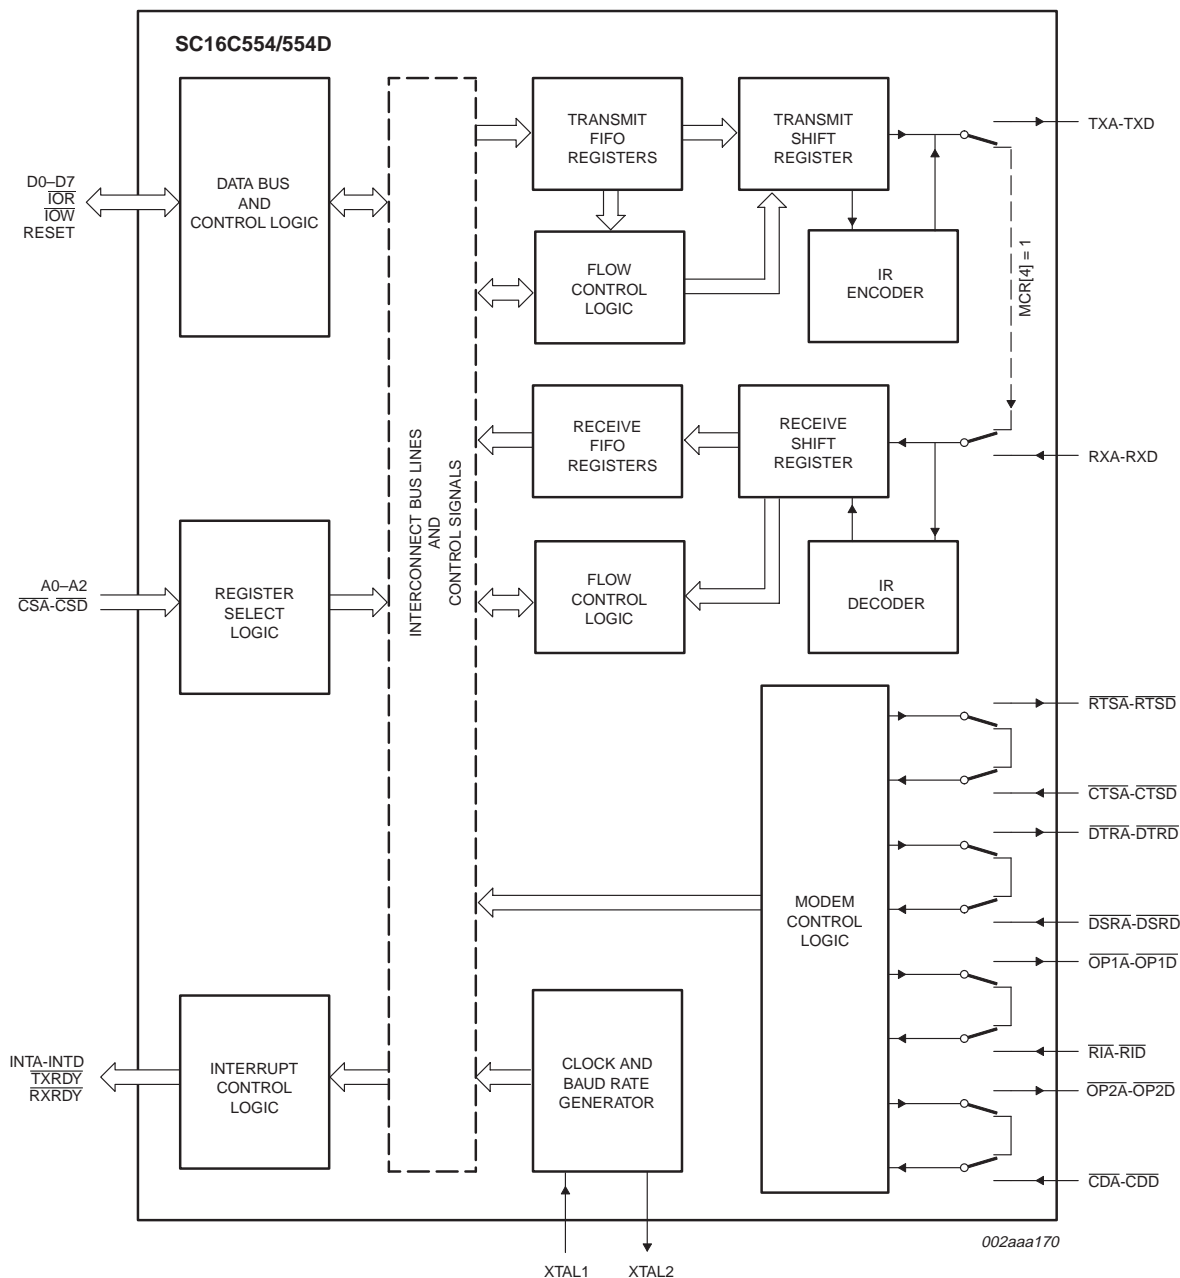 SC16C554/554D
D0–D7
IOR
IOW
RESET
DATA BUS
AND
CONTROL LOGIC
A0–A2
CSA-CSD
REGISTER
SELECT
LOGIC
INTA-INTD
TXRDY
RXRDY
INTERRUPT
CONTROL
LOGIC
INTERCONNECT BUS LINES
AND
CONTROL SIGNALS
TRANSMIT
FIFO
REGISTERS
TRANSMIT
SHIFT
REGISTER
FLOW
CONTROL
LOGIC
IR
ENCODER
TXA-TXD
MCR[4] = 1
RECEIVE
FIFO
REGISTERS
RECEIVE
SHIFT
REGISTER
FLOW
CONTROL
LOGIC
IR
DECODER
RXA-RXD
MODEM
CONTROL
LOGIC
RTSA-RTSD
CTSA-CTSD
DTRA-DTRD
DSRA-DSRD
OP1A-OP1D
RIA-RID
OP2A-OP2D
CDA-CDD
CLOCK AND
BAUD RATE
GENERATOR
XTAL1
XTAL2
002aaa170